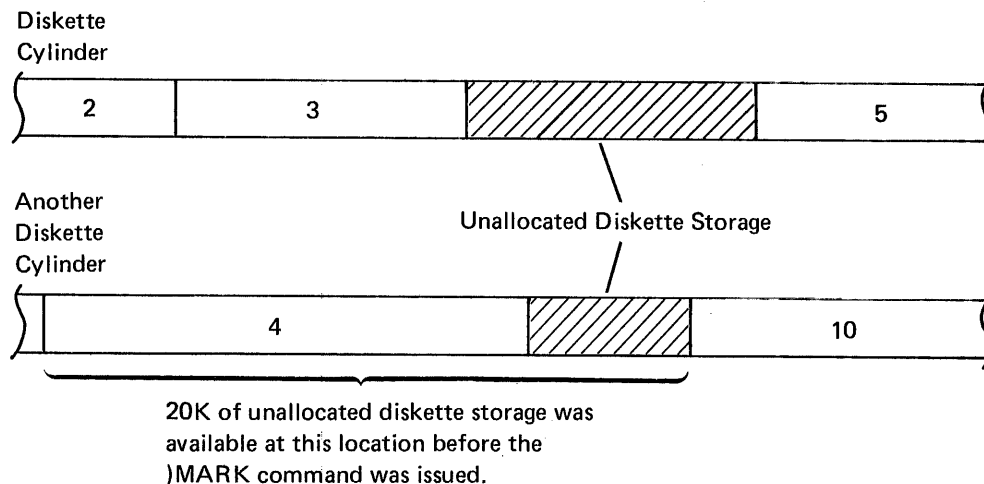 Diskette
Cylinder
2 3 5
Another
Diskette
Cylinder
Unallocated Diskette Storage
4 10
20K of unallocated diskette storage was
available at this location before the
)MARK command was issued.